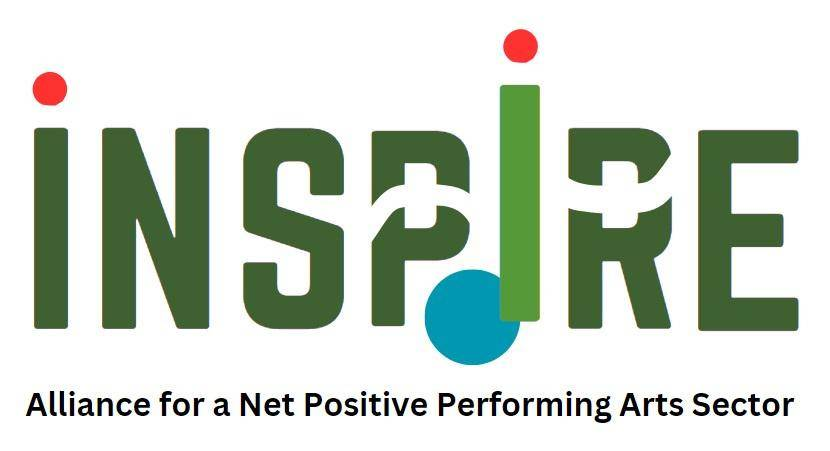 iNSPiRE
Alliance for a Net Positive Performing Arts Sector